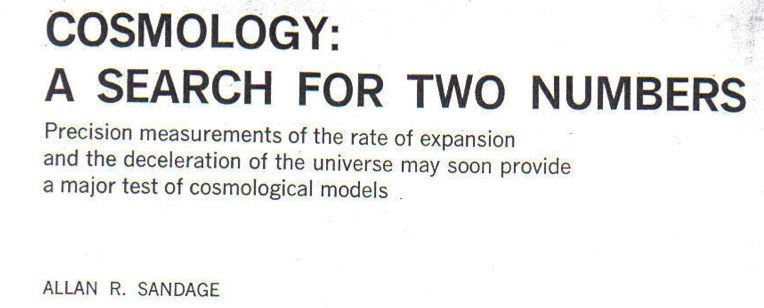 COSMOLOGY:
A SEARCH FOR TWO NUMBERS
Precision measurements of the rate of expansion
and the deceleration of the universe may soon provide
a major test of cosmological models
ALLAN R. SANDAGE